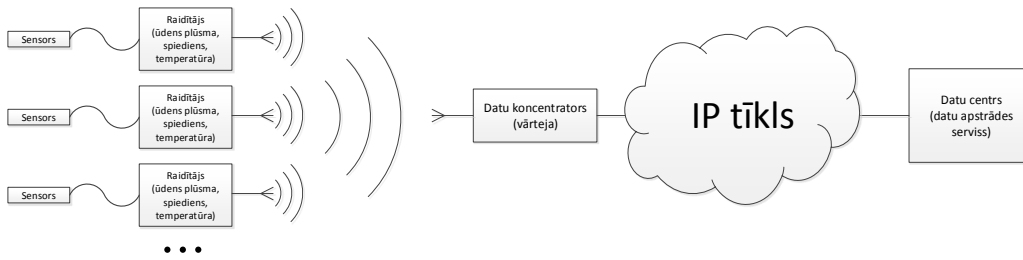 Sensors
Raidītājs
(ūdens plūsma,
spiediens,
temperatūra)
Sensors
Raidītājs
(ūdens plūsma,
spiediens,
temperatūra)
Sensors
Raidītājs
(ūdens plūsma,
spiediens,
temperatūra)
Datu koncentrators
(vārteja)
IP tīkls
Datu centrs
(datu apstrādes
serviss)